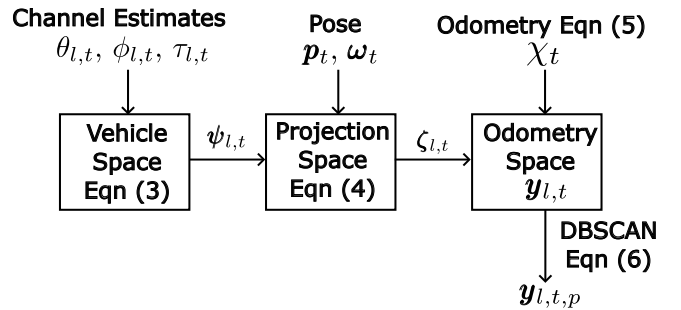 Channel Estimates
θ_{l,t}, ϕ_{l,t}, τ_{l,t}
Pose
p_t, ω_t
Odometry Eqn (5)
χ_t
Vehicle
Space
Eqn (3)
ψ_{l,t}
Projection
Space
Eqn (4)
ζ_{l,t}
Odometry
Space
y_{l,t}
DBSCAN
Eqn (6)
y_{l,t,p}